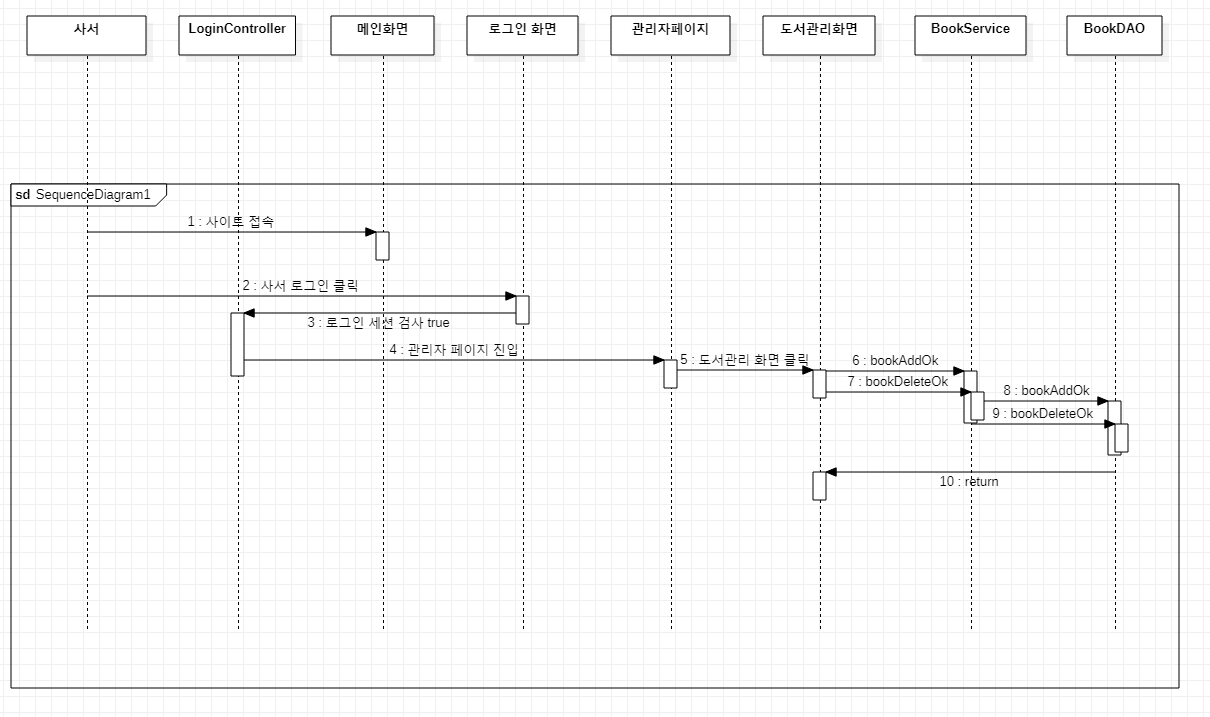 사서
LoginController
메인화면
로그인 화면
관리자페이지
도서관리화면
BookService
BookDAO
sd SequenceDiagram1
1 : 사이트 접속
2 : 사서 로그인 클릭
3 : 로그인 세션 검사 true
4 : 관리자 페이지 진입
5 : 도서관리 화면 클릭
6 : bookAddOk
7 : bookDeleteOk
8 : bookAddOk
9 : bookDeleteOk
10 : return